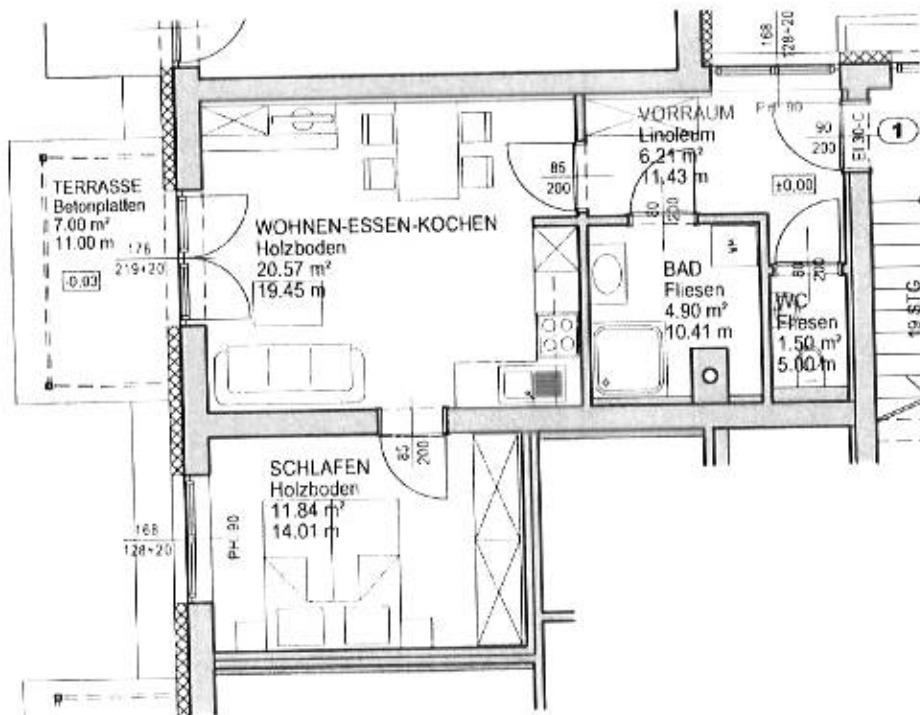 168
128+20
TERRASSE
Betonplatten
7.00 m²
11.00 m
-0,03
176
219+20
WOHNEN-ESSEN-KOCHEN
Holzboden
20.57 m²
19.45 m
85
200
VORRAUM
Linoleum
6.21 m²
11.43 m
PH. 90
90
200
EI 30-C
1
±0,00
80
200
BAD
Fliesen
4.90 m²
10.41 m
80
200
WC
Fliesen
1.50 m²
5.00 m
19 STG
85
200
SCHLAFEN
Holzboden
11.84 m²
14.01 m
PH. 90
168
128+20